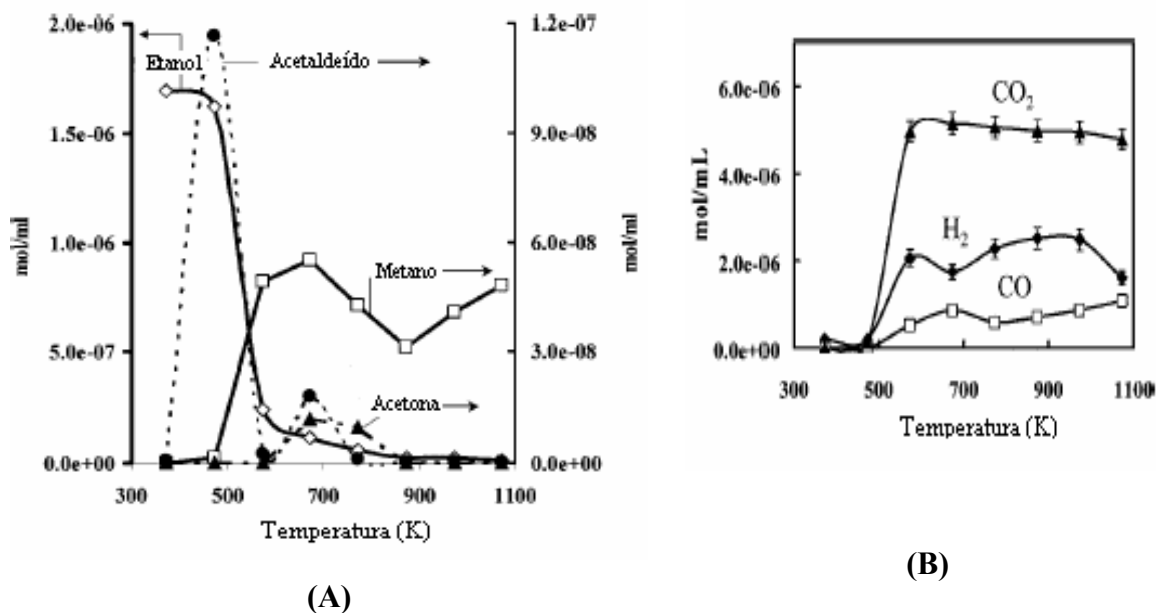 2.0e-06
1.5e-06
1.0e-06
5.0e-07
0.0e+00
mol/ml
Etanol
Acetaldeído
Metano
Acetona
1.2e-07
9.0e-08
6.0e-08
3.0e-08
0.0e+00
mol/ml
300 500 700 900 1100
Temperatura (K)
(A)
B)
6.0e-06
4.0e-06
2.0e-06
0.0e+00
mol/mL
CO₂
H₂
CO
300 500 700 900 1100
Temperatura (K)
(B)